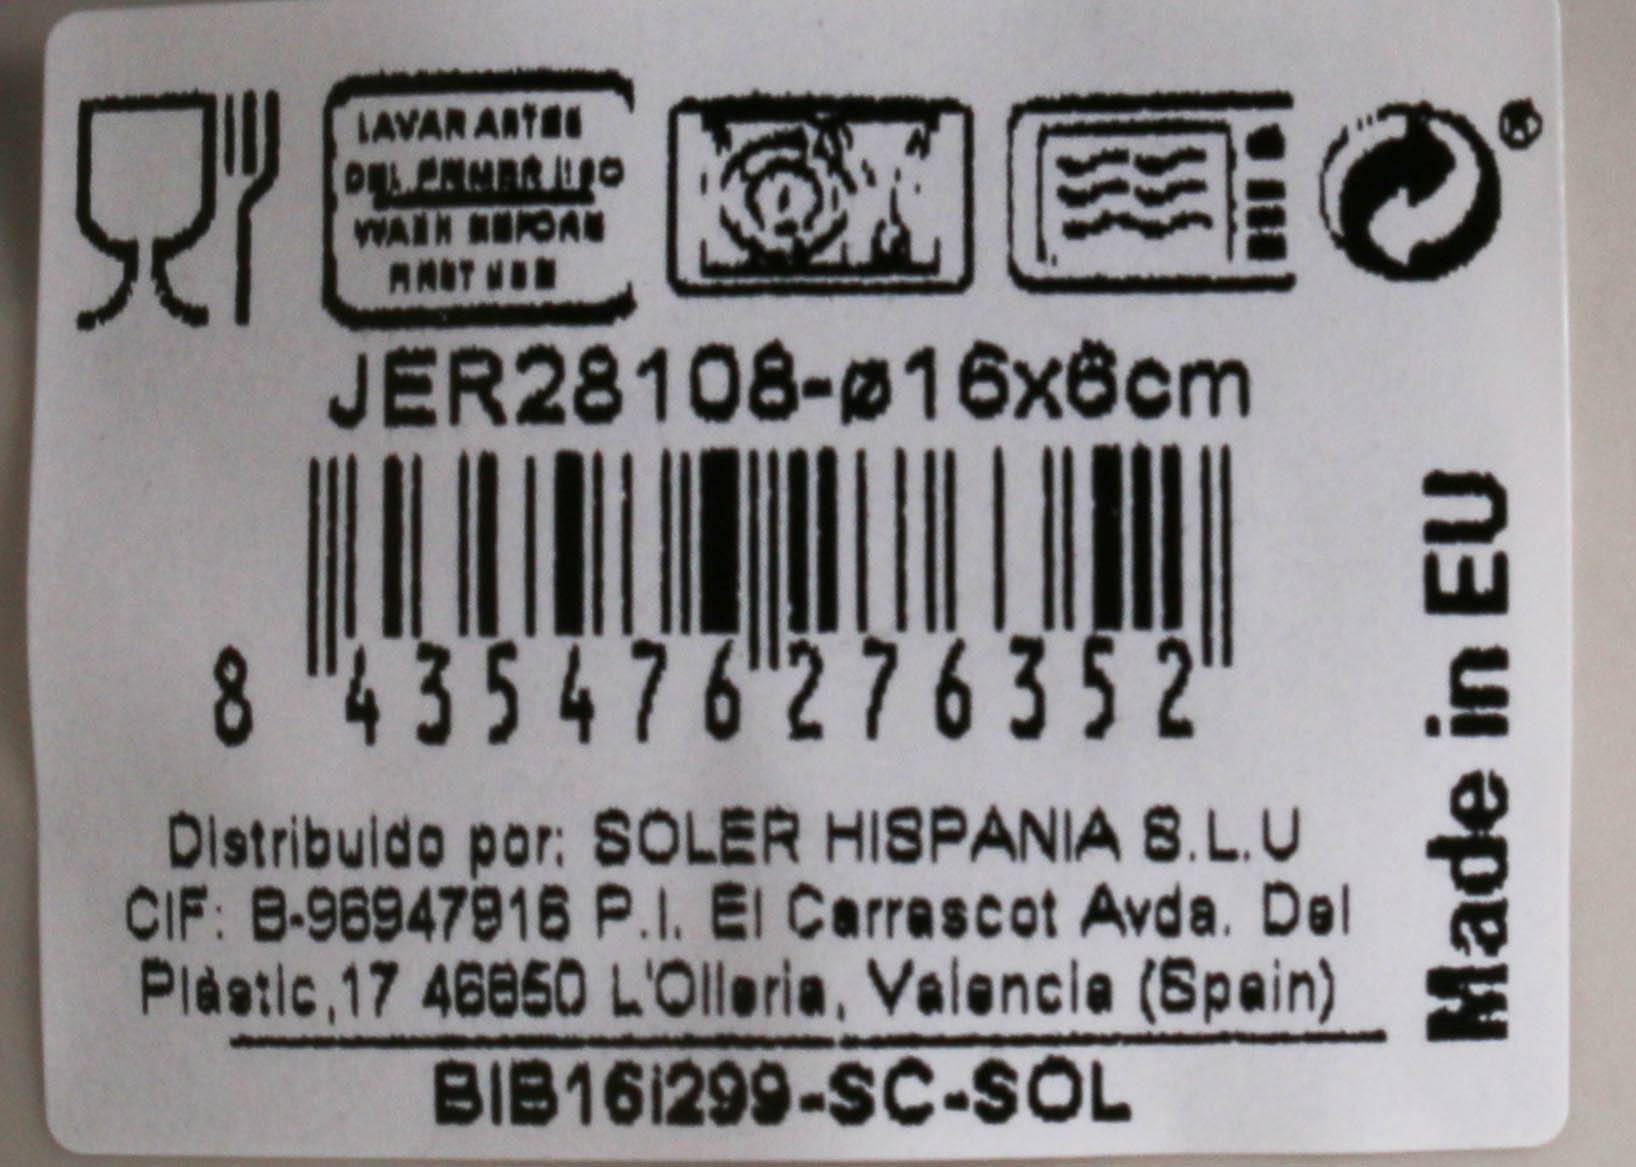 LAVAR ANTES
DEL PRIMER USO
WASH BEFORE
FIRST USE
®
JER28108-ø16x6cm
8 435476 276352
Made in EU
Distribuido por: SOLER HISPANIA S.L.U
CIF: B-96947916 P.I. El Carrascot Avda. Del
Plàstic,17 46850 L'Olleria, Valencia (Spain)
BIB16i299-SC-SOL